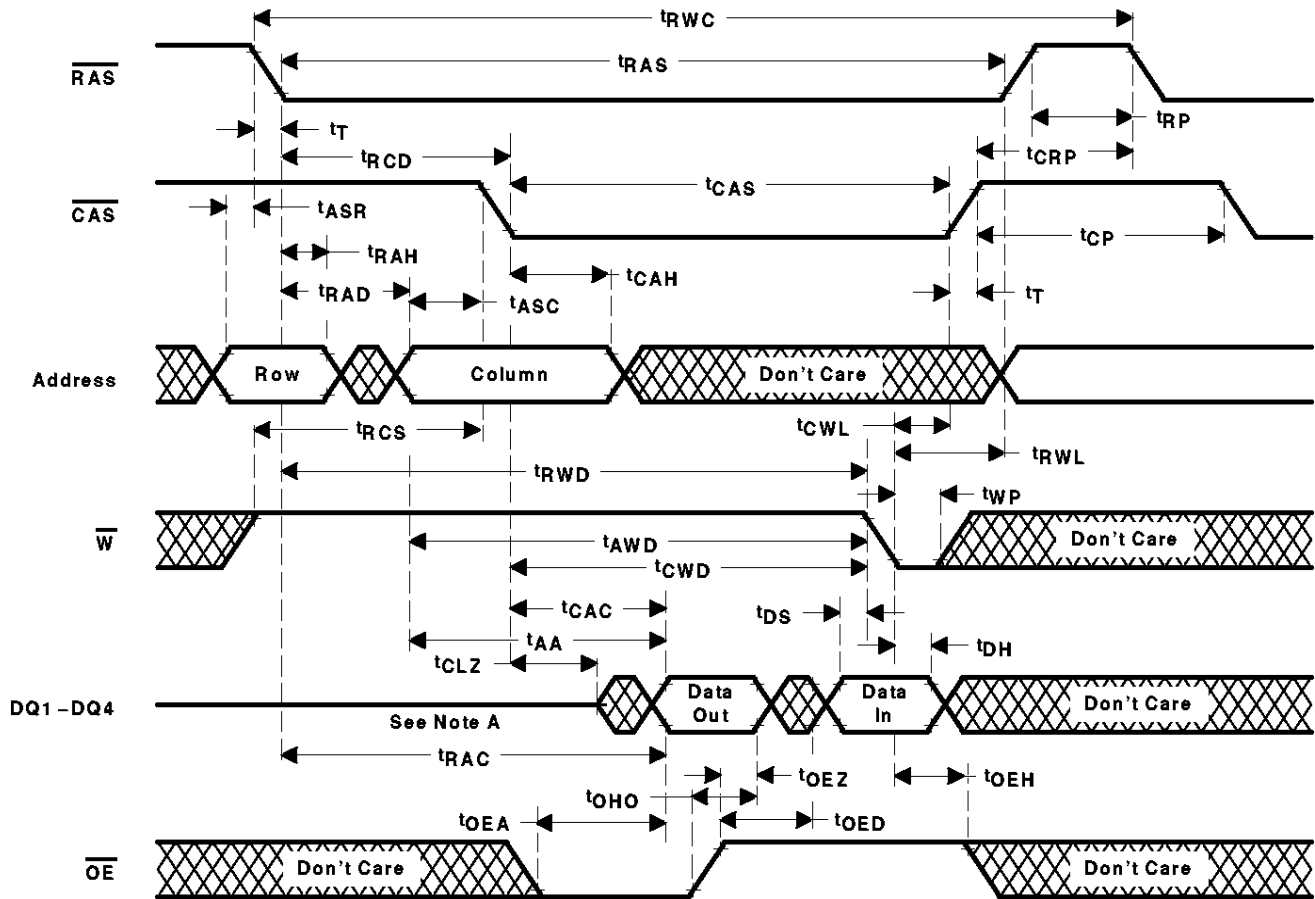 tRWC
RAS
tRAS
tT
tRP
tRCD
tCRP
CAS
tCAS
tASR
tCP
tRAH
tCAH
tRAD
tASC
tT
Address
Row
Column
Don't Care
tRCS
tCWL
tRWL
tRWD
tWP
W
Don't Care
tAWD
tCWD
tCAC
tDS
tAA
tDH
tCLZ
DQ1–DQ4
Data
Out
Data
In
Don't Care
See Note A
tRAC
tOEZ
tOEH
tOHO
tOEA
tOED
OE
Don't Care
Don't Care